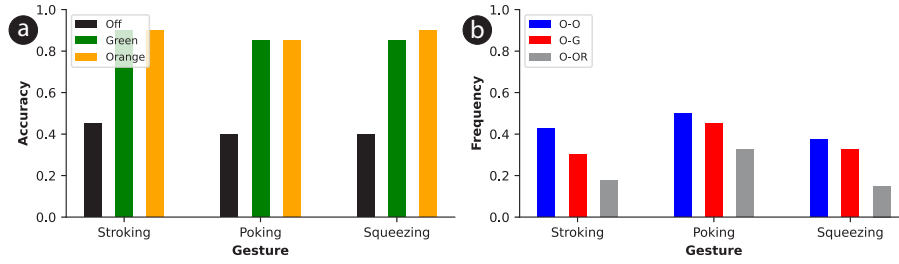 a
Accuracy
1.0
0.8
0.6
0.4
0.2
0.0
Off
Green
Orange
Stroking
Poking
Squeezing
Gesture
b
Frequency
1.0
0.8
0.6
0.4
0.2
0.0
O-O
O-G
O-OR
Stroking
Poking
Squeezing
Gesture